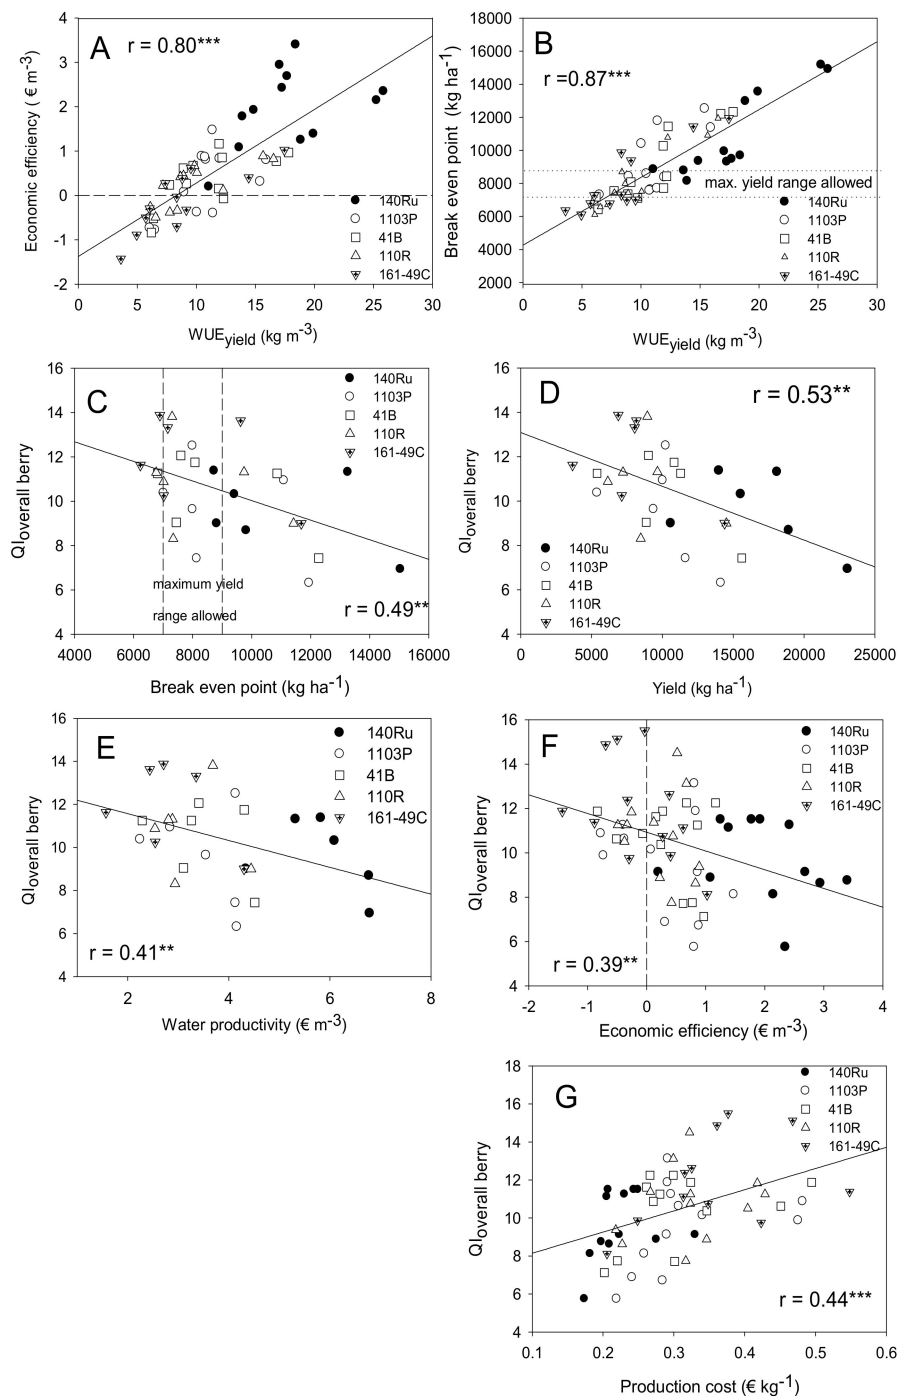 A
r = 0.80***
Economic efficiency ( € m-3)
4
3
2
1
0
-1
-2
0 5 10 15 20 25 30
WUEyield (kg m-3)
140Ru
1103P
41B
110R
161-49C
B
r =0.87***
Break even point (kg ha-1)
18000
16000
14000
12000
10000
8000
6000
4000
2000
max. yield range allowed
140Ru
1103P
41B
110R
161-49C
0 5 10 15 20 25 30
WUEyield (kg m-3)
C
QIoverall berry
16
14
12
10
8
6
4
140Ru
1103P
41B
110R
161-49C
maximum yield
range allowed
r = 0.49**
4000 6000 8000 10000 12000 14000 16000
Break even point (kg ha-1)
D
r = 0.53**
QIoverall berry
16
14
12
10
8
6
4
140Ru
1103P
41B
110R
161-49C
0 5000 10000 15000 20000 25000
Yield (kg ha-1)
E
QIoverall berry
16
14
12
10
8
6
4
140Ru
1103P
41B
110R
161-49C
r = 0.41**
2 4 6 8
Water productivity (€ m-3)
F
QIoverall berry
16
14
12
10
8
6
4
140Ru
1103P
41B
110R
161-49C
r = 0.39**
-2 -1 0 1 2 3 4
Economic efficiency (€ m-3)
G
QIoverall berry
18
16
14
12
10
8
6
4
140Ru
1103P
41B
110R
161-49C
r = 0.44***
0.1 0.2 0.3 0.4 0.5 0.6
Production cost (€ kg-1)